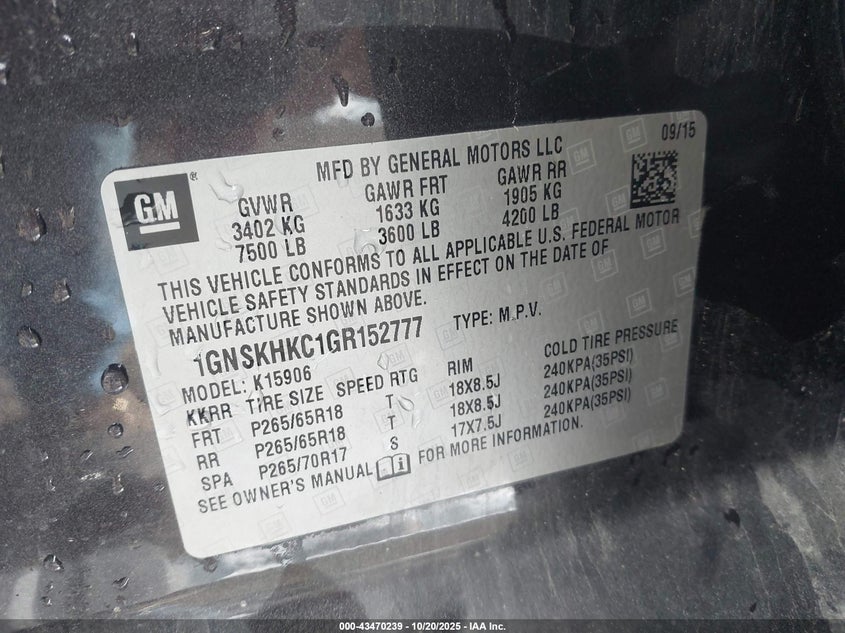 09/15
MFD BY GENERAL MOTORS LLC
GM
®
GVWR GAWR FRT GAWR RR
3402 KG 1633 KG 1905 KG
7500 LB 3600 LB 4200 LB
THIS VEHICLE CONFORMS TO ALL APPLICABLE U.S. FEDERAL MOTOR
VEHICLE SAFETY STANDARDS IN EFFECT ON THE DATE OF
MANUFACTURE SHOWN ABOVE.
1GNSKHKC1GR152777 TYPE: M.P.V.
MODEL: K15906
KKRR TIRE SIZE SPEED RTG RIM COLD TIRE PRESSURE
FRT P265/65R18 T 18X8.5J 240KPA(35PSI)
RR P265/65R18 T 18X8.5J 240KPA(35PSI)
SPA P265/70R17 S 17X7.5J 240KPA(35PSI)
SEE OWNER'S MANUAL FOR MORE INFORMATION.
000-43470239 - 10/20/2025 - IAA Inc.